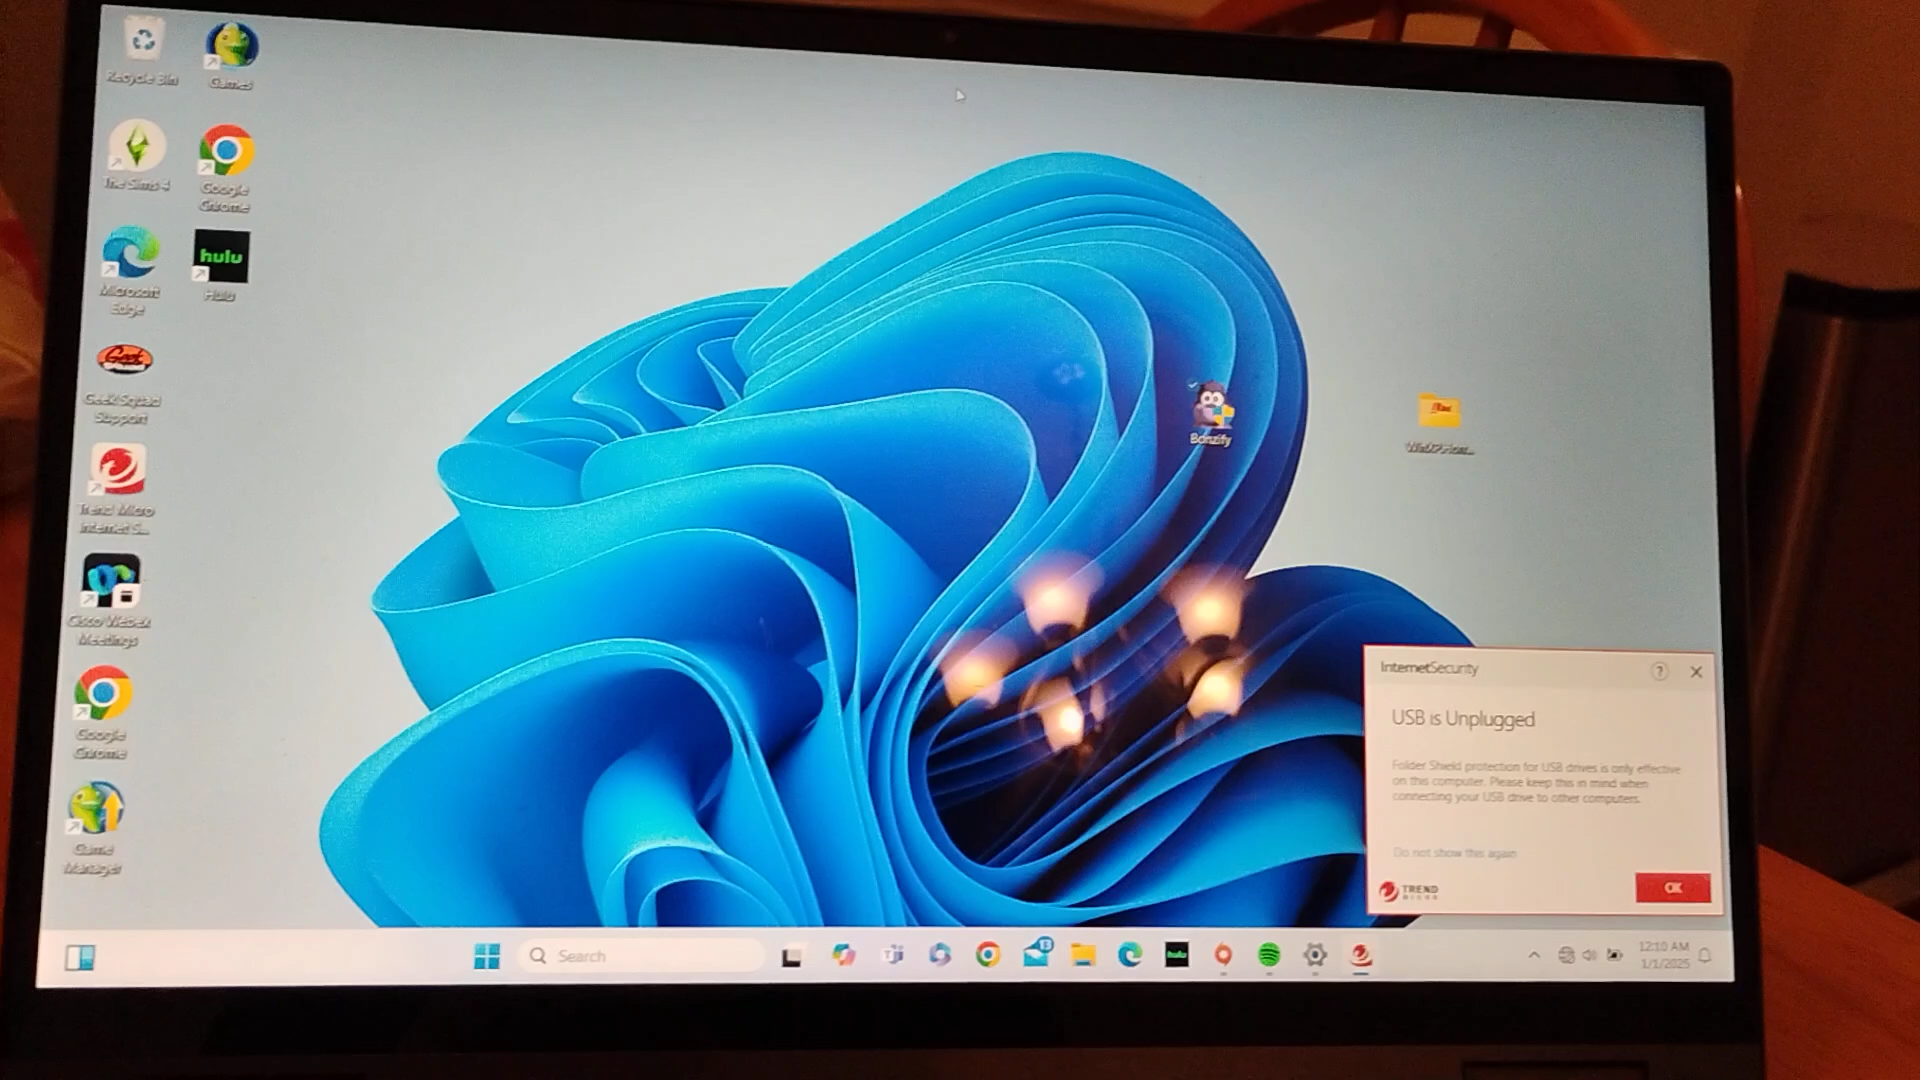 Recycle Bin
Games
The Sims 4
Google
Chrome
Microsoft
Edge
hulu
Hulu
Geek Squad
Support
Trend Micro
Internet S...
Cisco Webex
Meetings
Google
Chrome
Game
Manager
Bonzify
InternetSecurity
?
USB is Unplugged
Folder Shield protection for USB drives is only effective
on this computer. Please keep this in mind when
connecting your USB drive to other computers.
Do not show this again
TREND
MICRO
OK
Search
13
hulu
12:10 AM
1/1/2025